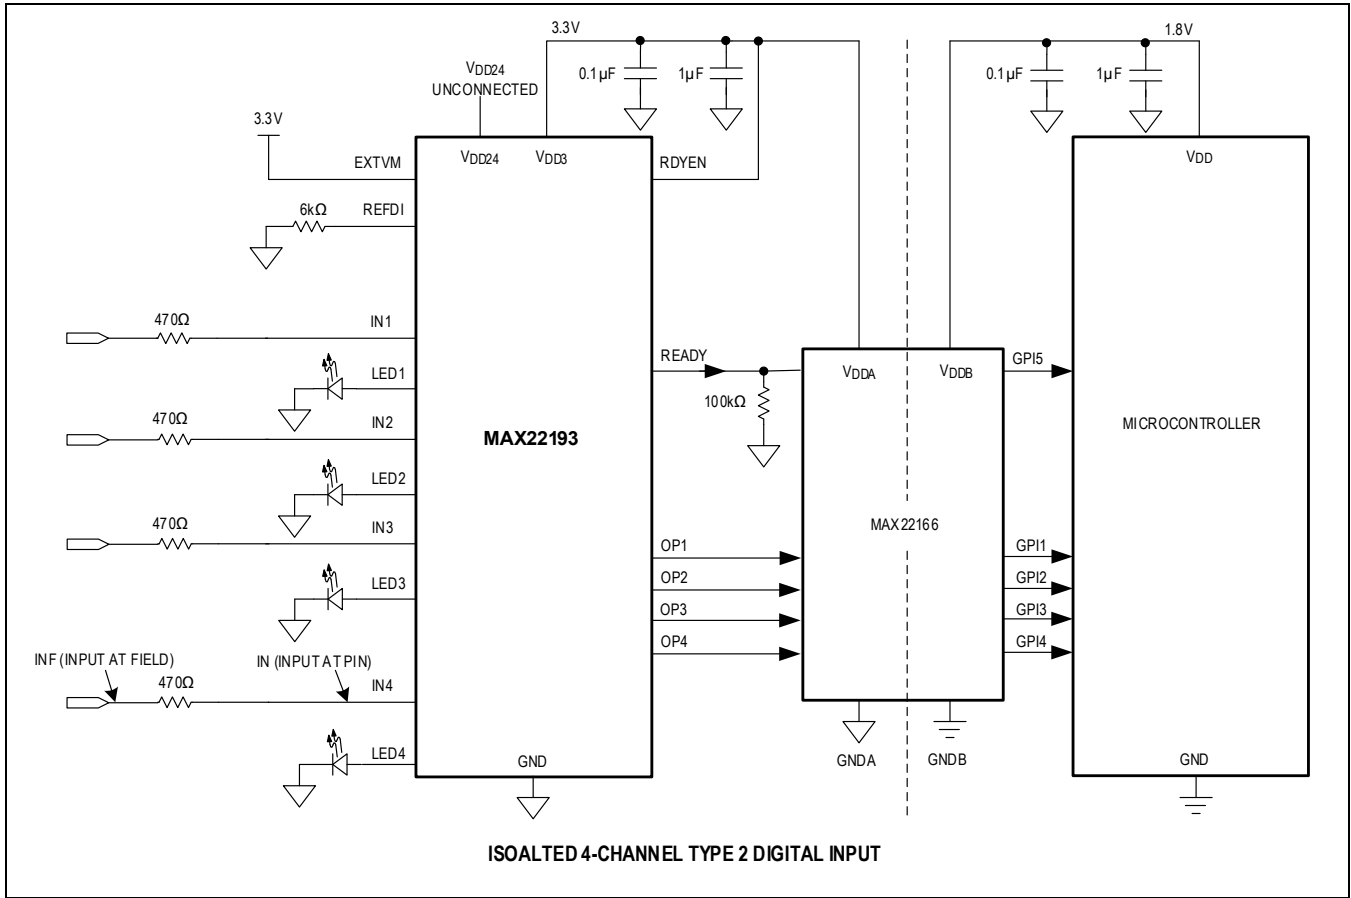 3.3V
1.8V
VDD24
UNCONNECTED
0.1µF
1µF
0.1µF
1µF
3.3V
EXTVM
VDD24
VDD3
RDYEN
VDD
6kΩ
REFDI
470Ω
IN1
LED1
READY
VDDA
VDDB
GPI5
100kΩ
470Ω
IN2
MAX22193
MICROCONTROLLER
LED2
470Ω
IN3
MAX22166
OP1
GPI1
LED3
OP2
GPI2
OP3
GPI3
OP4
GPI4
INF (INPUT AT FIELD)
IN (INPUT AT PIN)
470Ω
IN4
LED4
GND
GNDA
GNDB
GND
ISOALTED 4-CHANNEL TYPE 2 DIGITAL INPUT